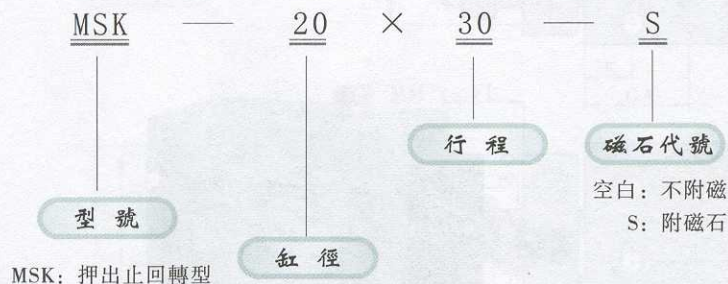 MSK — 20 × 30 — S
行程
磁石代號
空白：不附磁
S：附磁石
型號
缸徑
MSK：押出止回轉型